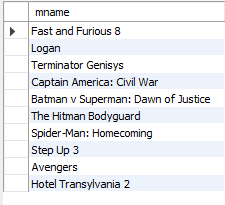 mname
Fast and Furious 8
Logan
Terminator Genisys
Captain America: Civil War
Batman v Superman: Dawn of Justice
The Hitman Bodyguard
Spider-Man: Homecoming
Step Up 3
Avengers
Hotel Transylvania 2